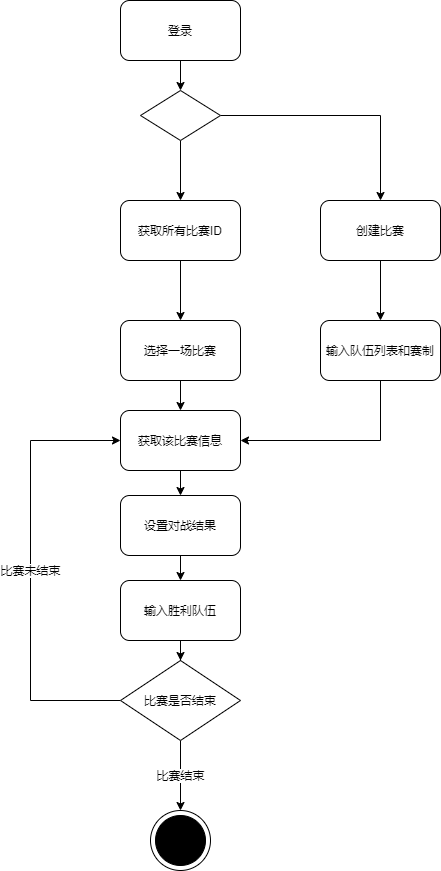 登录
获取所有比赛ID
创建比赛
选择一场比赛
输入队伍列表和赛制
获取该比赛信息
设置对战结果
比赛未结束
输入胜利队伍
比赛是否结束
比赛结束